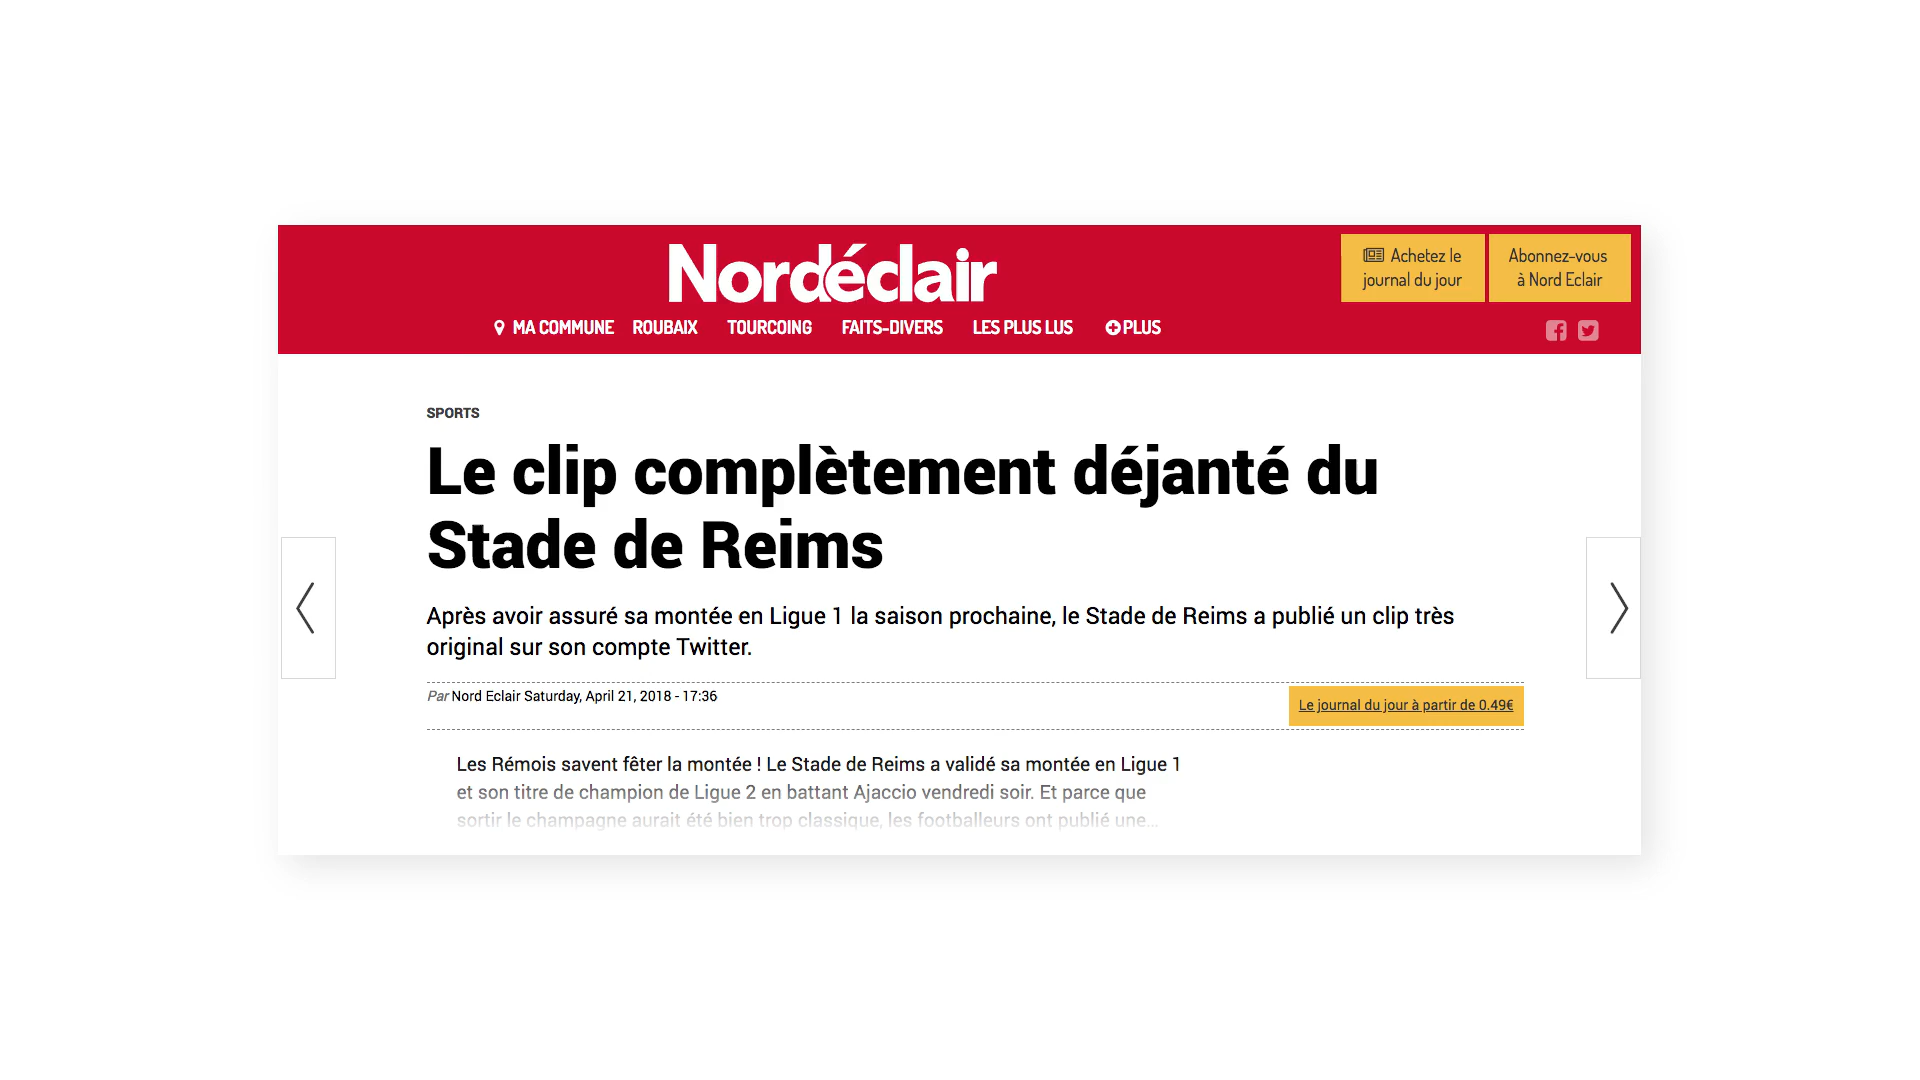 Nordéclair
Achetez le
journal du jour
Abonnez-vous
à Nord Eclair
MA COMMUNE ROUBAIX TOURCOING FAITS-DIVERS LES PLUS LUS PLUS
SPORTS
Le clip complètement déjanté du
Stade de Reims
Après avoir assuré sa montée en Ligue 1 la saison prochaine, le Stade de Reims a publié un clip très
original sur son compte Twitter.
Par Nord Eclair Saturday, April 21, 2018 - 17:36
Le journal du jour à partir de 0.49€
Les Rémois savent fêter la montée ! Le Stade de Reims a validé sa montée en Ligue 1
et son titre de champion de Ligue 2 en battant Ajaccio vendredi soir. Et parce que
sortir le champagne aurait été bien trop classique, les footballeurs ont publié une...